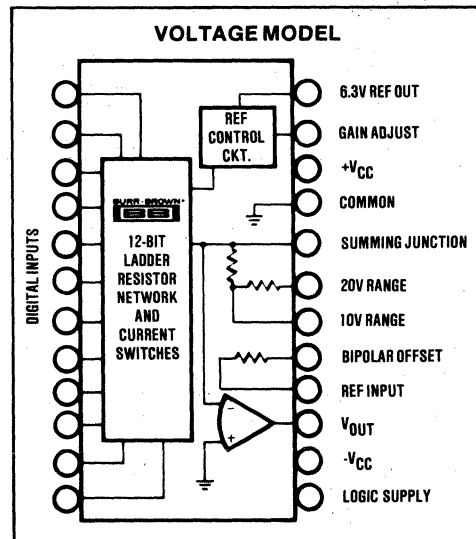 VOLTAGE MODEL
6.3V REF OUT
REF
CONTROL
CKT.
GAIN ADJUST
+VCC
COMMON
BURR-BROWN®
BB
12-BIT
LADDER
RESISTOR
NETWORK
AND
CURRENT
SWITCHES
DIGITAL INPUTS
SUMMING JUNCTION
20V RANGE
10V RANGE
BIPOLAR OFFSET
REF INPUT
−
+
VOUT
-VCC
LOGIC SUPPLY